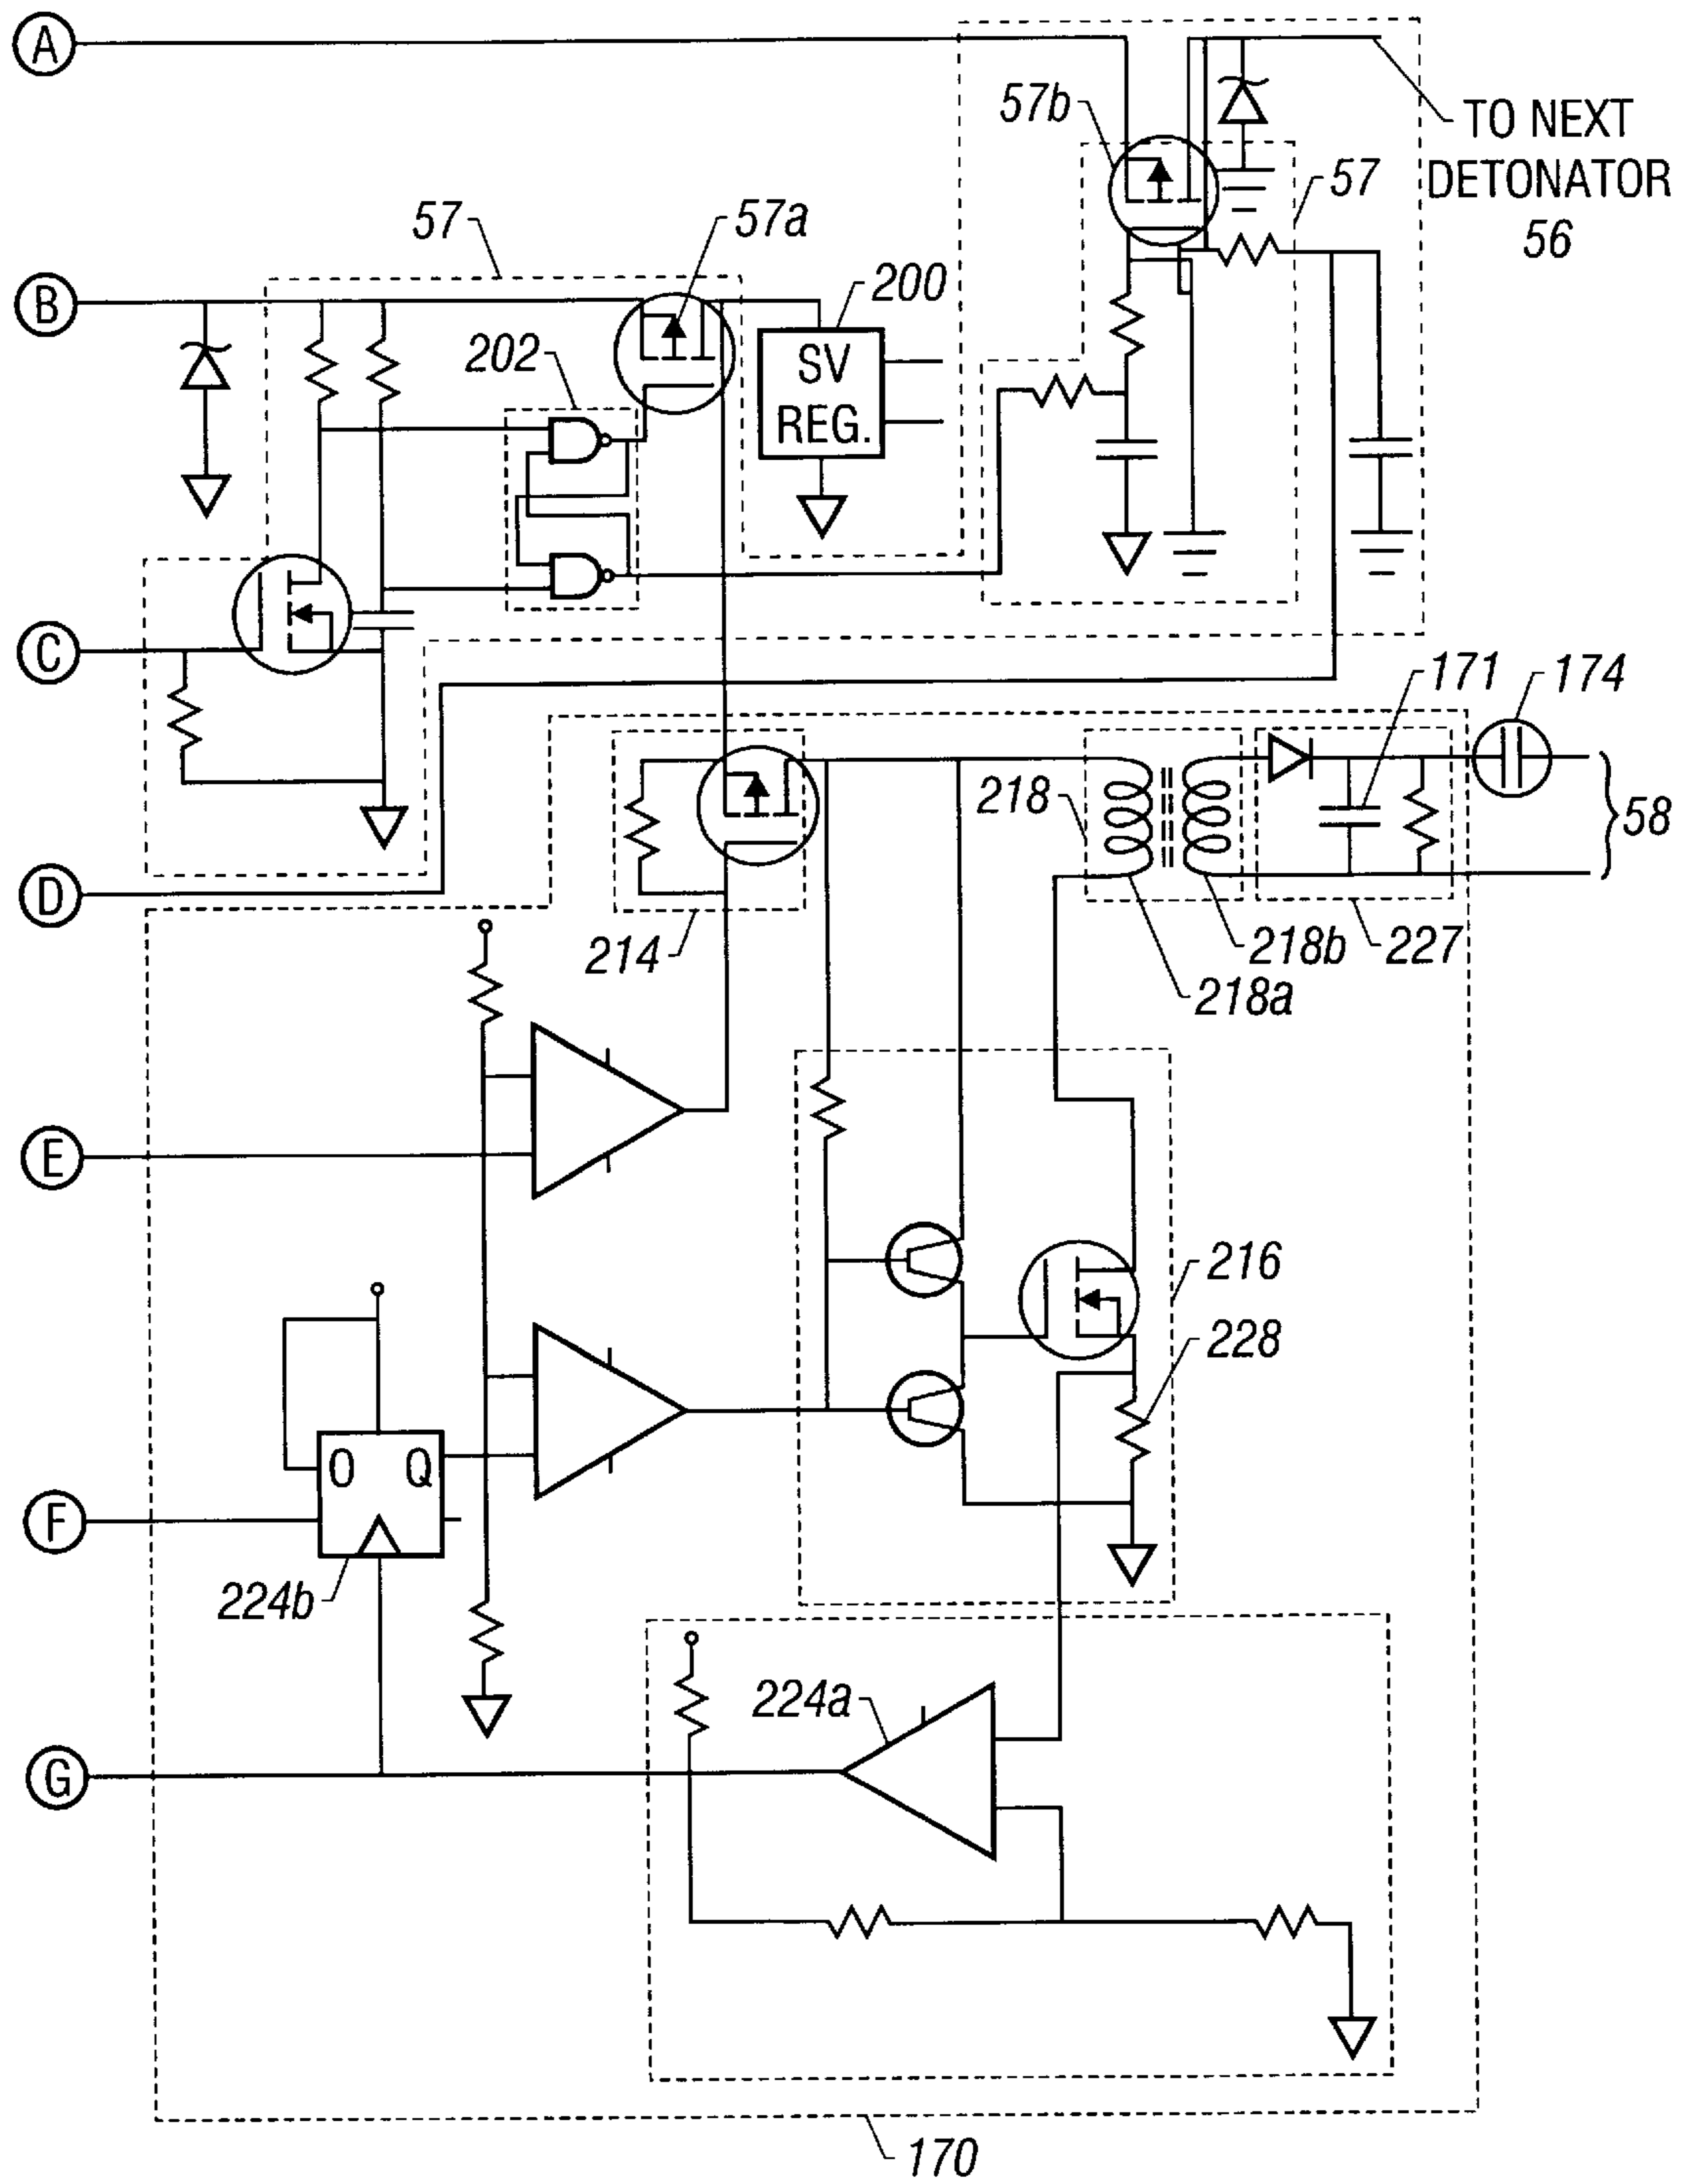 A
57b
TO NEXT
DETONATOR
56
57
57
57a
B
200
SV
REG.
202
C
171
174
218
58
D
214
218b
227
218a
E
216
228
O Q
F
224b
224a
G
170